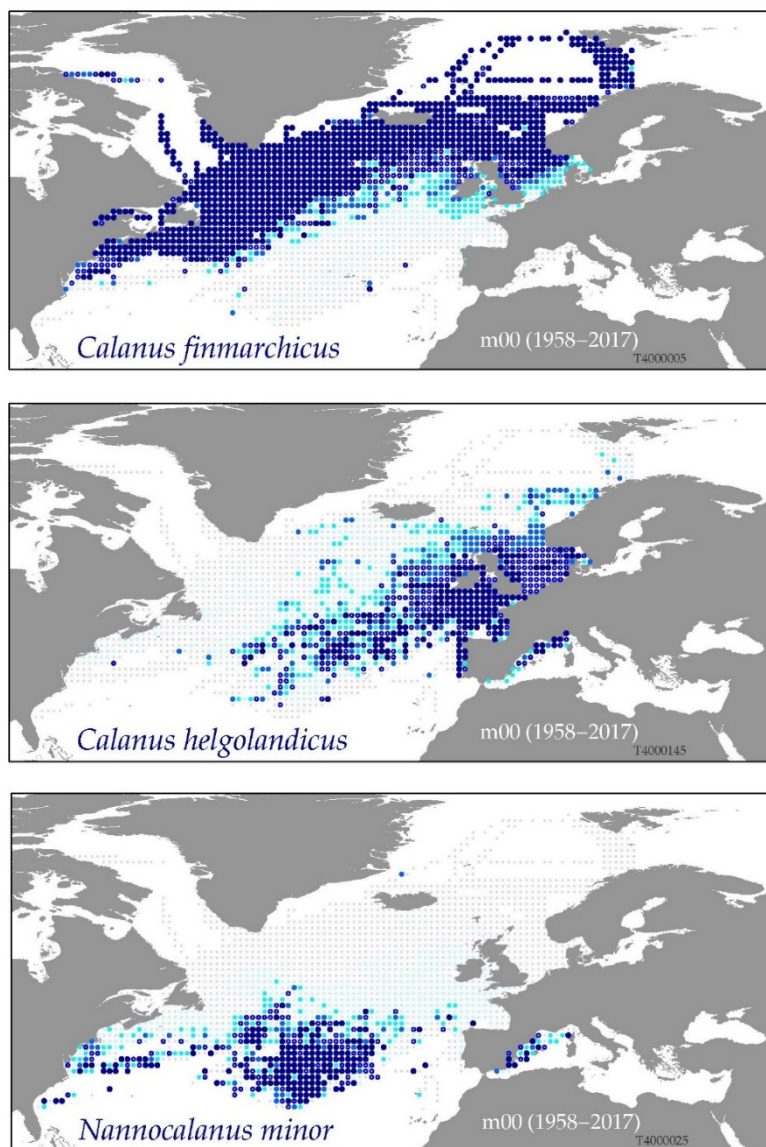 Calanus finmarchicus
m00 (1958–2017)
T4000005
Calanus helgolandicus
m00 (1958–2017)
T4000145
Nannocalanus minor
m00 (1958–2017)
T4000025